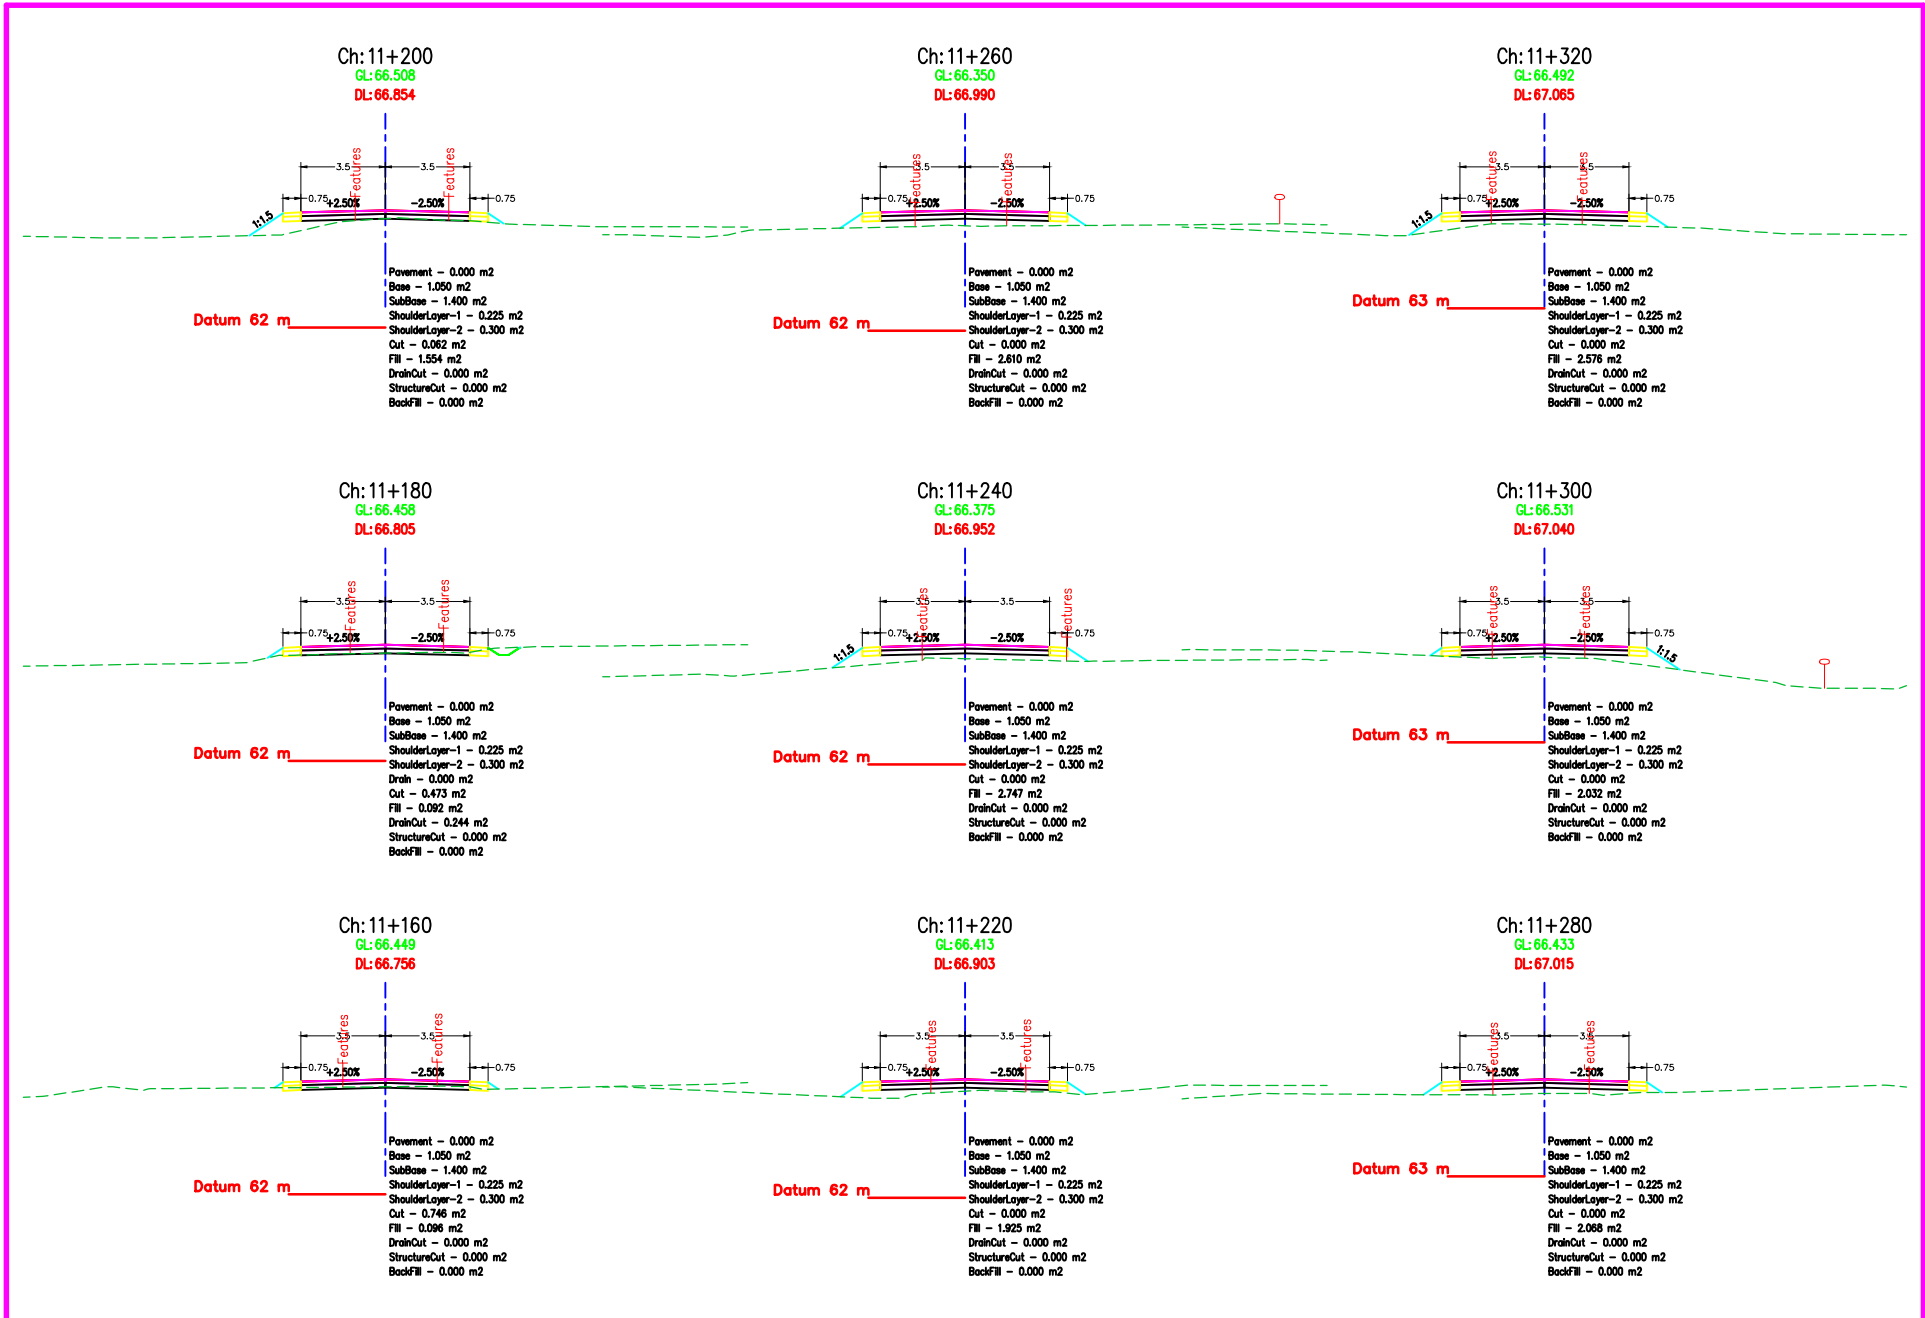 Ch: 11+200
GL: 66.508
DL: 66.854
3.5
3.5
Features
Features
0.75
0.75
+2.50%
-2.50%
1:1.5
Datum 62 m
Pavement - 0.000 m2
Base - 1.050 m2
SubBase - 1.400 m2
ShoulderLayer-1 - 0.225 m2
ShoulderLayer-2 - 0.300 m2
Cut - 0.062 m2
Fill - 1.554 m2
DrainCut - 0.000 m2
StructureCut - 0.000 m2
BackFill - 0.000 m2
Ch: 11+260
GL: 66.350
DL: 66.990
3.5
3.5
Features
Features
0.75
0.75
+2.50%
-2.50%
Datum 62 m
Pavement - 0.000 m2
Base - 1.050 m2
SubBase - 1.400 m2
ShoulderLayer-1 - 0.225 m2
ShoulderLayer-2 - 0.300 m2
Cut - 0.000 m2
Fill - 2.610 m2
DrainCut - 0.000 m2
StructureCut - 0.000 m2
BackFill - 0.000 m2
Ch: 11+320
GL: 66.492
DL: 67.065
3.5
3.5
Features
Features
0.75
0.75
+2.50%
-2.50%
1:1.5
Datum 63 m
Pavement - 0.000 m2
Base - 1.050 m2
SubBase - 1.400 m2
ShoulderLayer-1 - 0.225 m2
ShoulderLayer-2 - 0.300 m2
Cut - 0.000 m2
Fill - 2.576 m2
DrainCut - 0.000 m2
StructureCut - 0.000 m2
BackFill - 0.000 m2
Ch: 11+180
GL: 66.458
DL: 66.805
3.5
3.5
Features
Features
0.75
0.75
+2.50%
-2.50%
Datum 62 m
Pavement - 0.000 m2
Base - 1.050 m2
SubBase - 1.400 m2
ShoulderLayer-1 - 0.225 m2
ShoulderLayer-2 - 0.300 m2
Drain - 0.000 m2
Cut - 0.473 m2
Fill - 0.092 m2
DrainCut - 0.244 m2
StructureCut - 0.000 m2
BackFill - 0.000 m2
Ch: 11+240
GL: 66.375
DL: 66.952
3.5
3.5
Features
Features
0.75
0.75
+2.50%
-2.50%
1:1.5
Datum 62 m
Pavement - 0.000 m2
Base - 1.050 m2
SubBase - 1.400 m2
ShoulderLayer-1 - 0.225 m2
ShoulderLayer-2 - 0.300 m2
Cut - 0.000 m2
Fill - 2.747 m2
DrainCut - 0.000 m2
StructureCut - 0.000 m2
BackFill - 0.000 m2
Ch: 11+300
GL: 66.531
DL: 67.040
3.5
3.5
Features
Features
0.75
0.75
+2.50%
-2.50%
1:1.5
Datum 63 m
Pavement - 0.000 m2
Base - 1.050 m2
SubBase - 1.400 m2
ShoulderLayer-1 - 0.225 m2
ShoulderLayer-2 - 0.300 m2
Cut - 0.000 m2
Fill - 2.032 m2
DrainCut - 0.000 m2
StructureCut - 0.000 m2
BackFill - 0.000 m2
Ch: 11+160
GL: 66.449
DL: 66.756
3.5
3.5
Features
Features
0.75
0.75
+2.50%
-2.50%
Datum 62 m
Pavement - 0.000 m2
Base - 1.050 m2
SubBase - 1.400 m2
ShoulderLayer-1 - 0.225 m2
ShoulderLayer-2 - 0.300 m2
Cut - 0.746 m2
Fill - 0.096 m2
DrainCut - 0.000 m2
StructureCut - 0.000 m2
BackFill - 0.000 m2
Ch: 11+220
GL: 66.413
DL: 66.903
3.5
3.5
Features
Features
0.75
0.75
+2.50%
-2.50%
Datum 62 m
Pavement - 0.000 m2
Base - 1.050 m2
SubBase - 1.400 m2
ShoulderLayer-1 - 0.225 m2
ShoulderLayer-2 - 0.300 m2
Cut - 0.000 m2
Fill - 1.925 m2
DrainCut - 0.000 m2
StructureCut - 0.000 m2
BackFill - 0.000 m2
Ch: 11+280
GL: 66.433
DL: 67.015
3.5
3.5
Features
Features
0.75
0.75
+2.50%
-2.50%
Datum 63 m
Pavement - 0.000 m2
Base - 1.050 m2
SubBase - 1.400 m2
ShoulderLayer-1 - 0.225 m2
ShoulderLayer-2 - 0.300 m2
Cut - 0.000 m2
Fill - 2.068 m2
DrainCut - 0.000 m2
StructureCut - 0.000 m2
BackFill - 0.000 m2